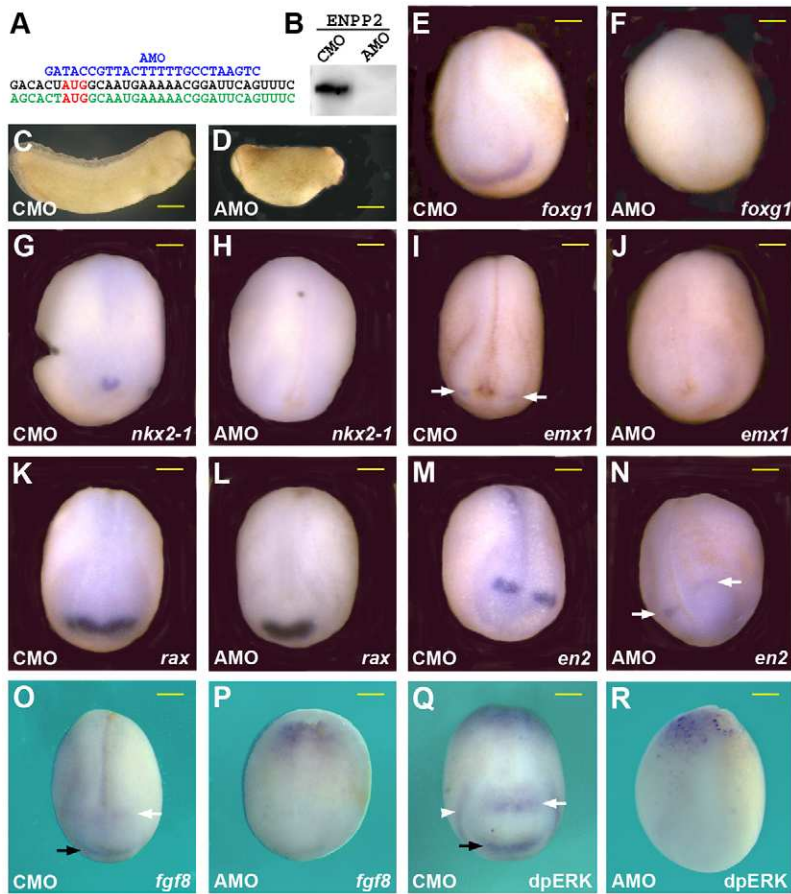 A
AMO
GATACCGTTACTTTTTGCCTAAGTC
GACACUAUGGCAAUGAAAAACGGAUUCAGUUUC
AGCACTAUGGCAAUGAAAAACGGAUUCAGUUUC
B
ENPP2
CMO AMO
C
CMO
D
AMO
E
CMO foxg1
F
AMO foxg1
G
CMO nkx2-1
H
AMO nkx2-1
I
CMO emx1
J
AMO emx1
K
CMO rax
L
AMO rax
M
CMO en2
N
AMO en2
O
CMO fgf8
P
AMO fgf8
Q
CMO dpERK
R
AMO dpERK